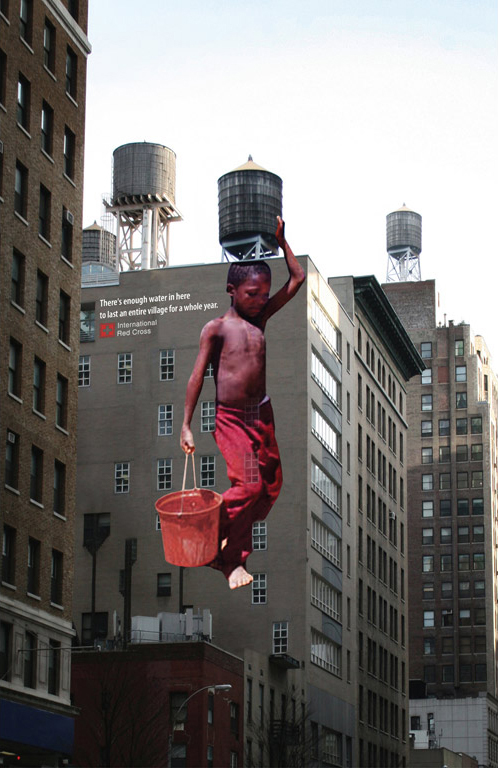 There's enough water in here
to last an entire village for a whole year.
International
Red Cross